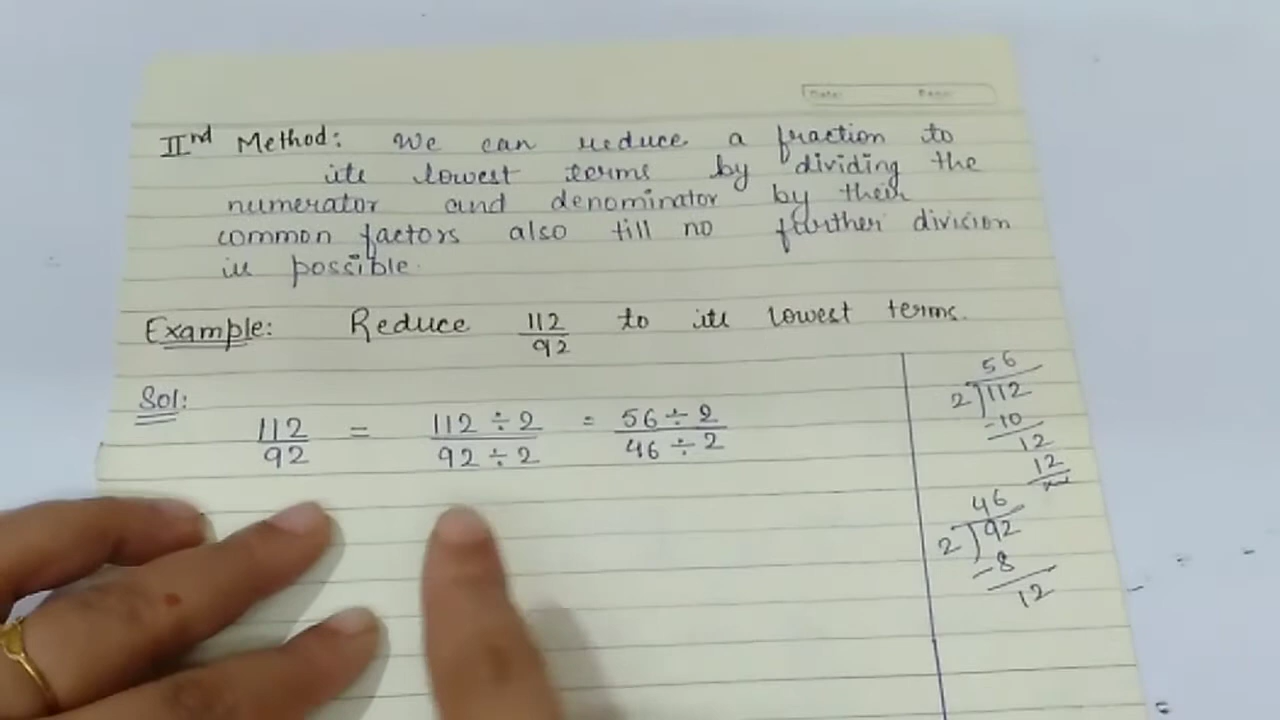 Date: Page:
IInd Method: We can reduce a fraction to
its lowest terms by dividing the
numerator and denominator by their
common factors also till no further division
is possible.
Example: Reduce 112/92 to its lowest terms.
Sol:
112/92 = 112 ÷ 2/92 ÷ 2 = 56 ÷ 2/46 ÷ 2
56
2)112
-10
12
12
46
2)92
-8
12